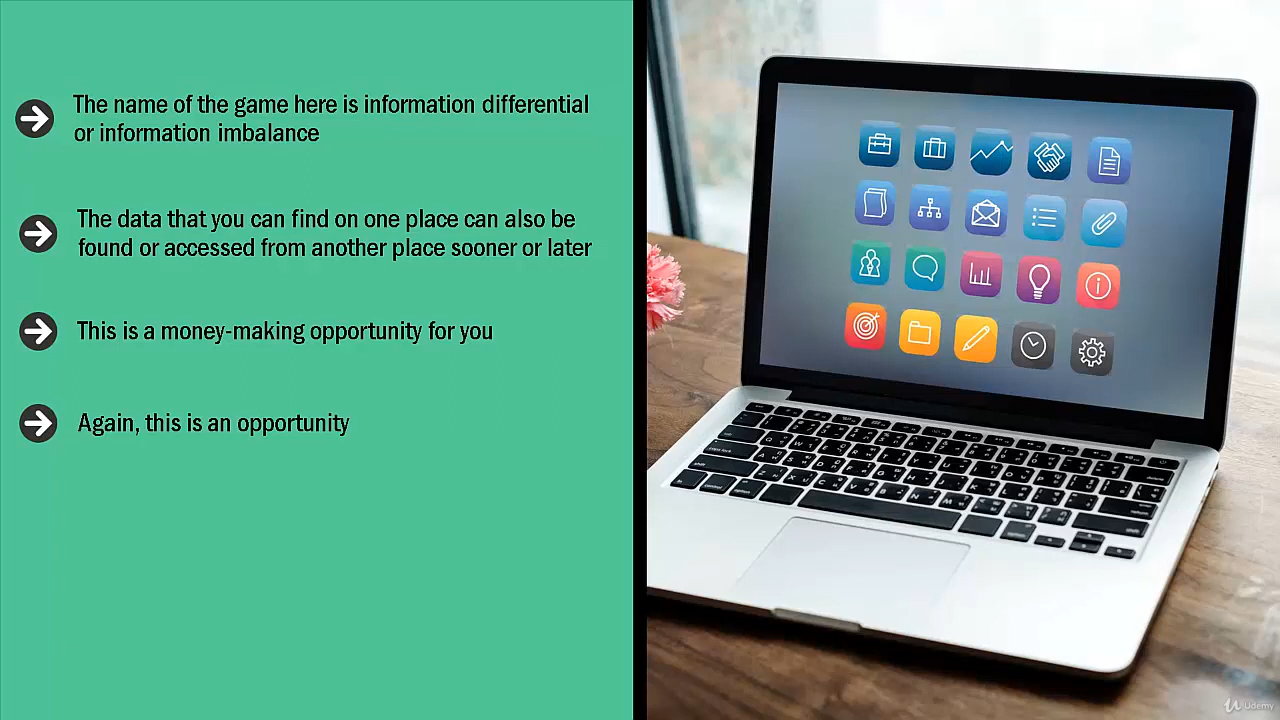 The name of the game here is information differential
or information imbalance
The data that you can find on one place can also be
found or accessed from another place sooner or later
This is a money-making opportunity for you
Again, this is an opportunity
Udemy